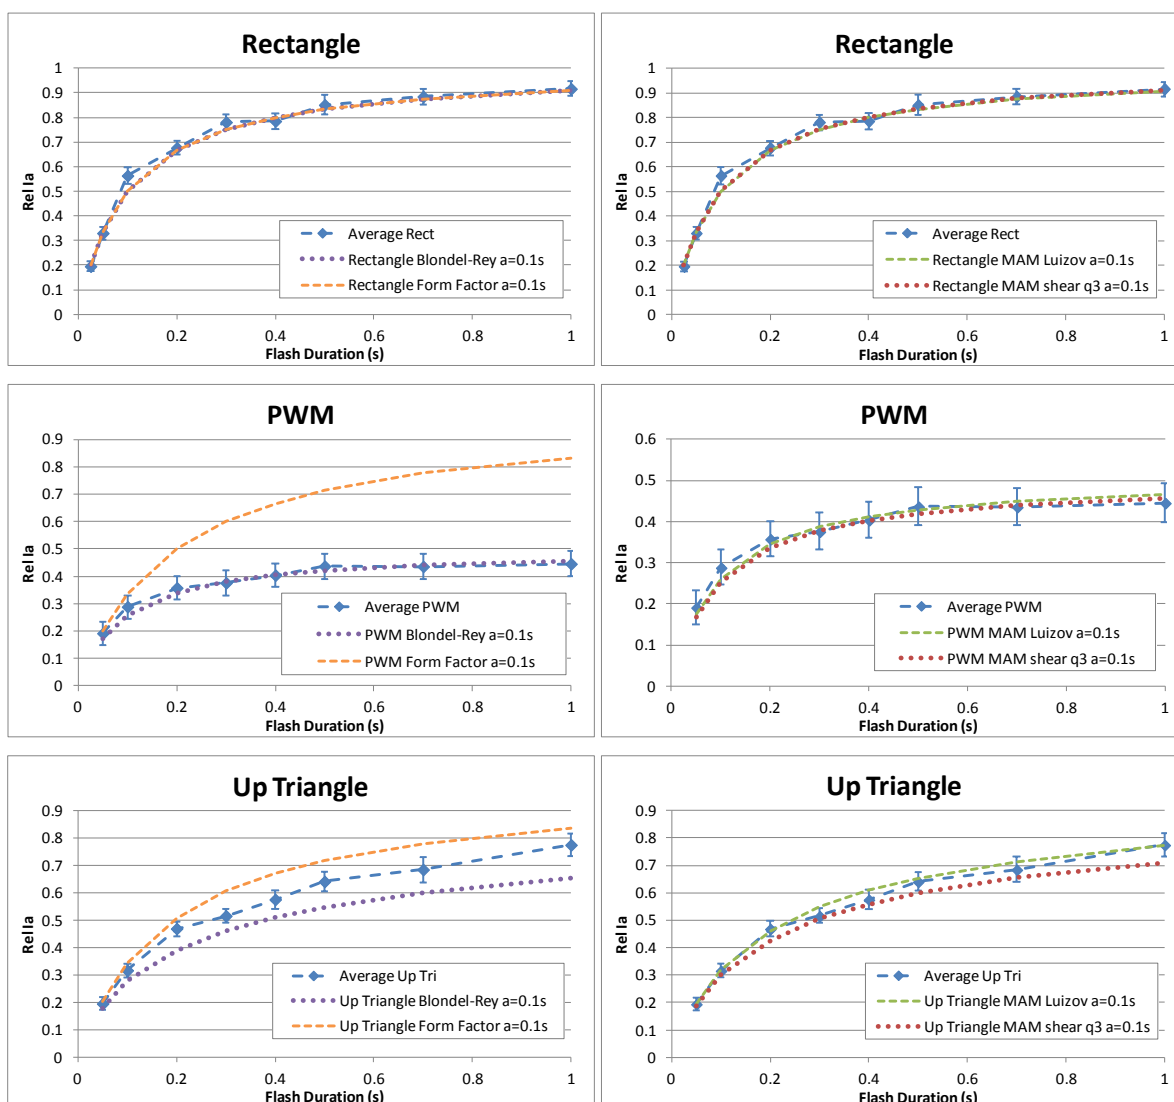 Rectangle
Rel Ia
1
0.9
0.8
0.7
0.6
0.5
0.4
0.3
0.2
0.1
0
Average Rect
Rectangle Blondel-Rey a=0.1s
Rectangle Form Factor a=0.1s
0 0.2 0.4 0.6 0.8 1
Flash Duration (s)
Rectangle
Rel Ia
1
0.9
0.8
0.7
0.6
0.5
0.4
0.3
0.2
0.1
0
Average Rect
Rectangle MAM Luizov a=0.1s
Rectangle MAM shear q3 a=0.1s
0 0.2 0.4 0.6 0.8 1
Flash Duration (s)
PWM
Rel Ia
0.9
0.8
0.7
0.6
0.5
0.4
0.3
0.2
0.1
0
Average PWM
PWM Blondel-Rey a=0.1s
PWM Form Factor a=0.1s
0 0.2 0.4 0.6 0.8 1
Flash Duration (s)
PWM
Rel Ia
0.6
0.5
0.4
0.3
0.2
0.1
0
Average PWM
PWM MAM Luizov a=0.1s
PWM MAM shear q3 a=0.1s
0 0.2 0.4 0.6 0.8 1
Flash Duration (s)
Up Triangle
Rel Ia
0.9
0.8
0.7
0.6
0.5
0.4
0.3
0.2
0.1
0
Average Up Tri
Up Triangle Blondel-Rey a=0.1s
Up Triangle Form Factor a=0.1s
0 0.2 0.4 0.6 0.8 1
Flash Duration (s)
Up Triangle
Rel Ia
0.9
0.8
0.7
0.6
0.5
0.4
0.3
0.2
0.1
0
Average Up Tri
Up Triangle MAM Luizov a=0.1s
Up Triangle MAM shear q3 a=0.1s
0 0.2 0.4 0.6 0.8 1
Flash Duration (s)